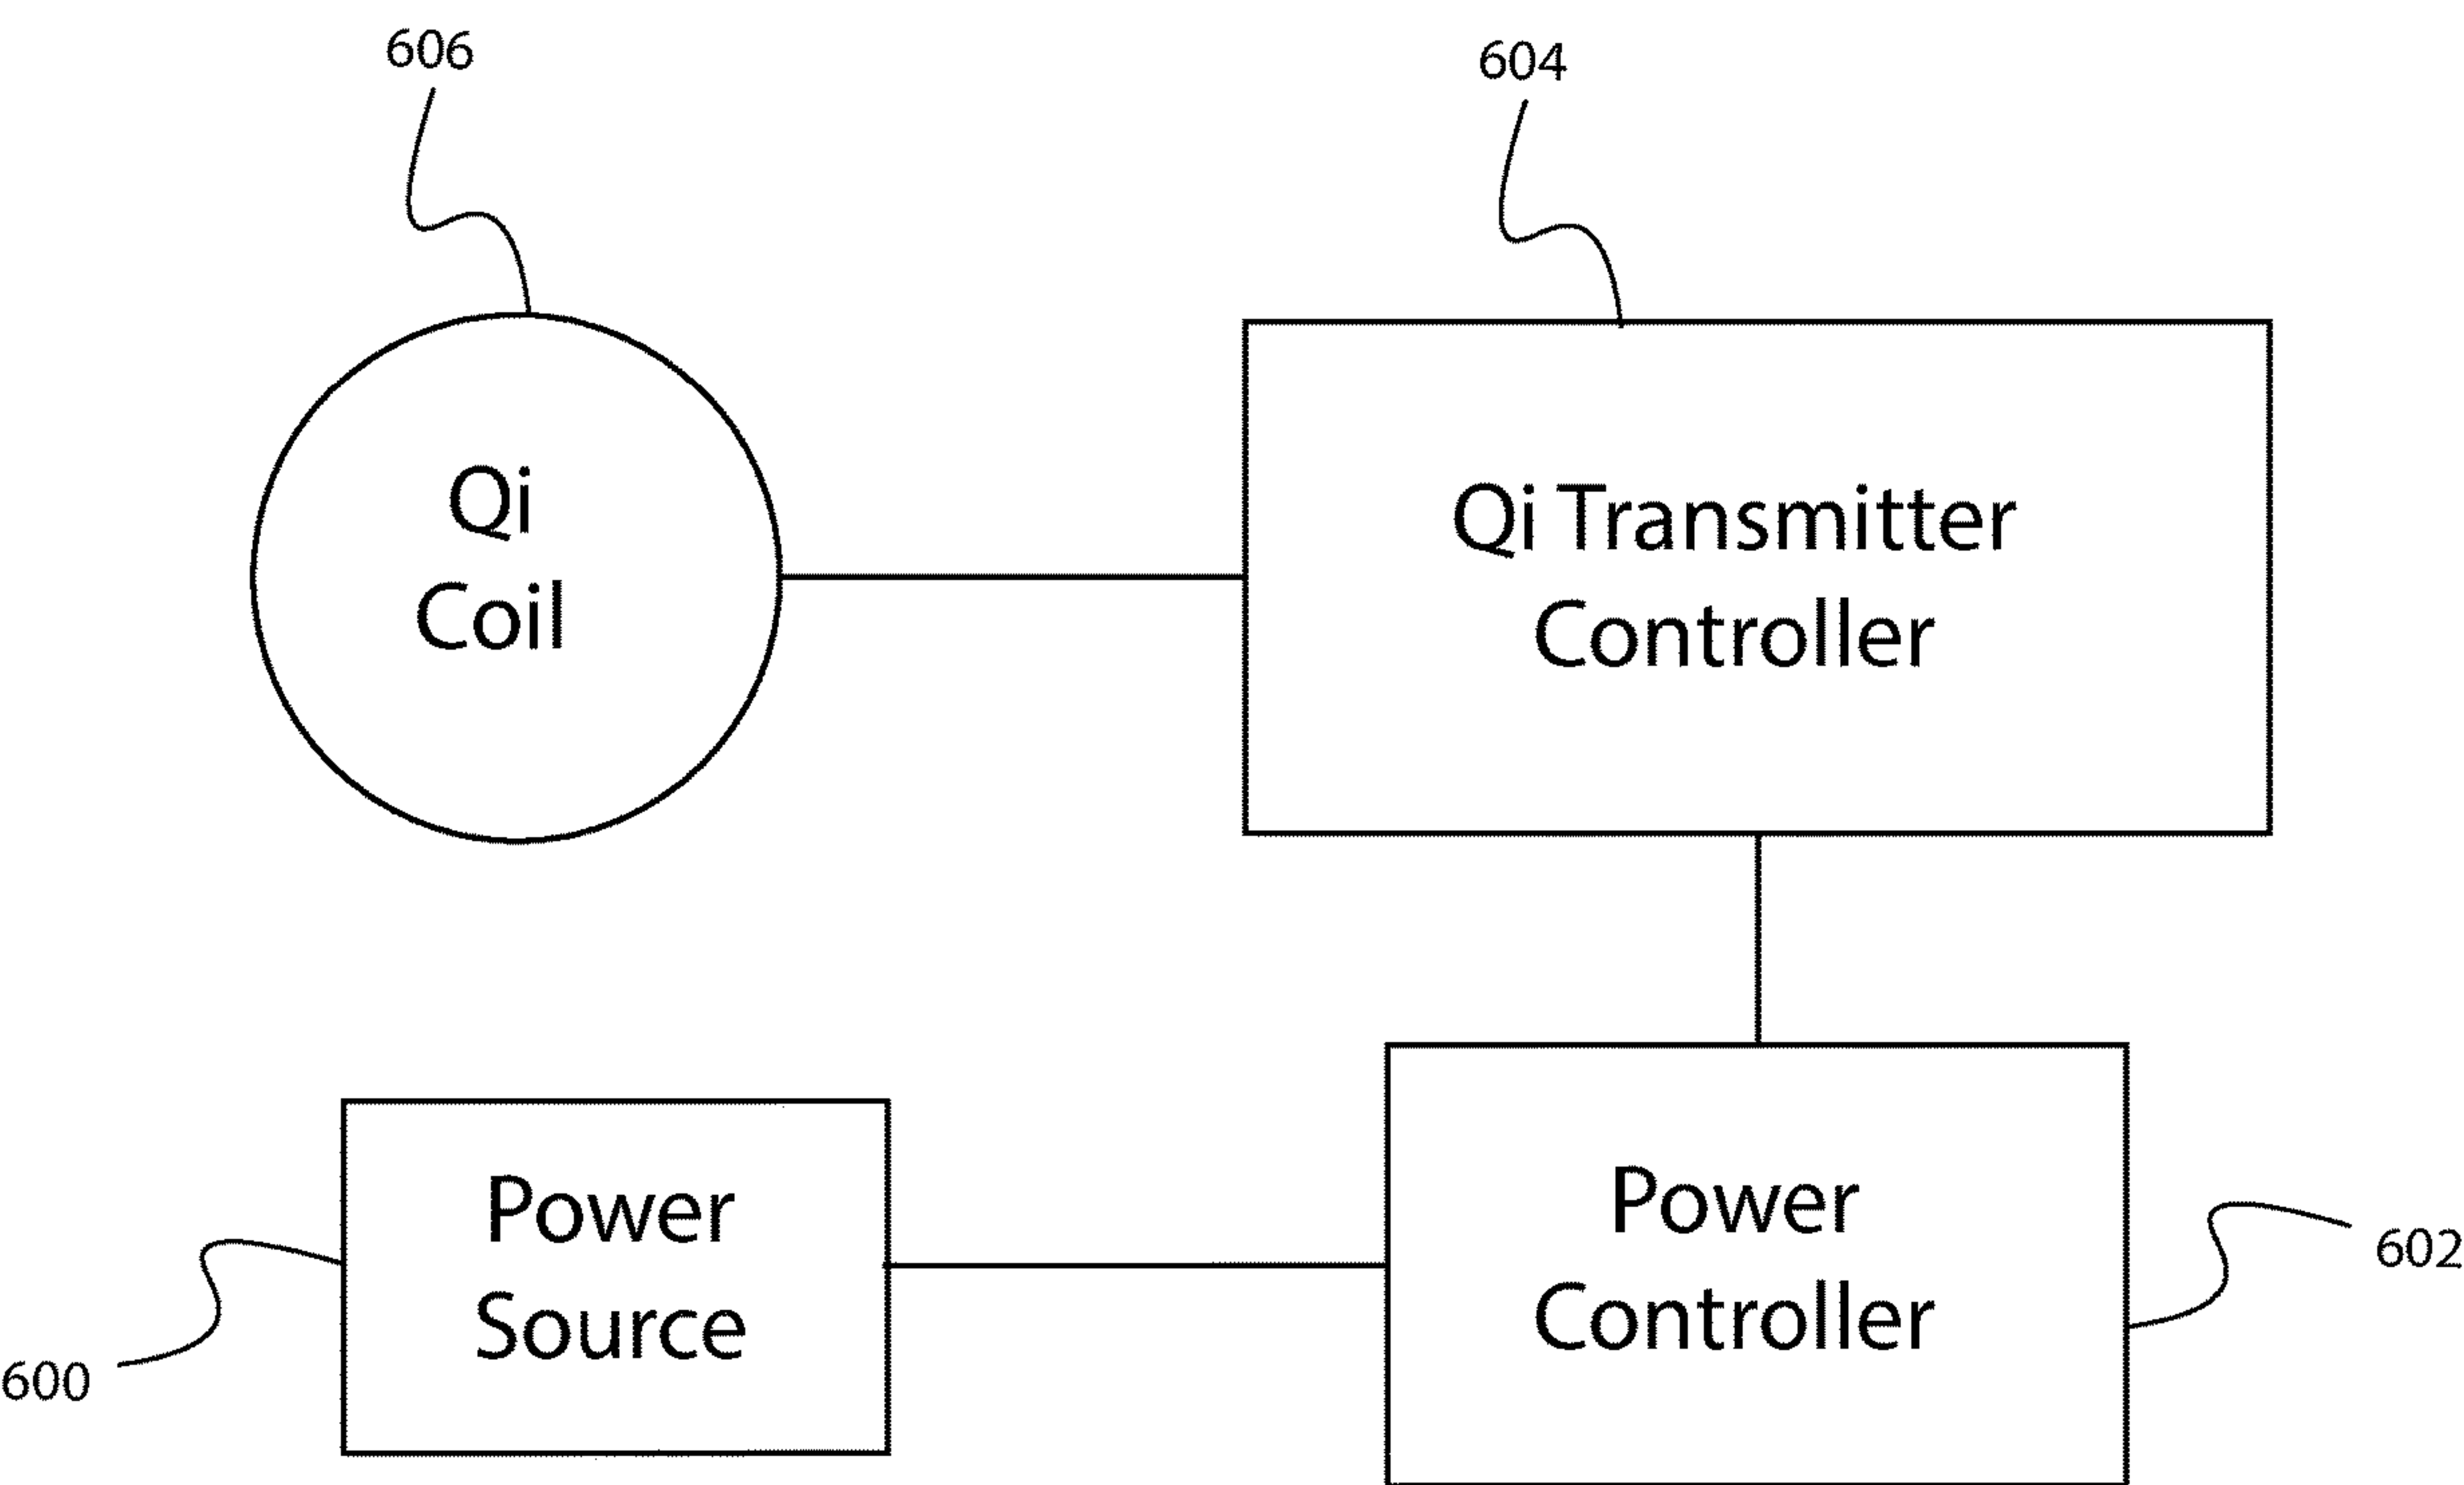 606
604
Qi
Coil
Qi Transmitter
Controller
Power
Source
Power
Controller
600
602